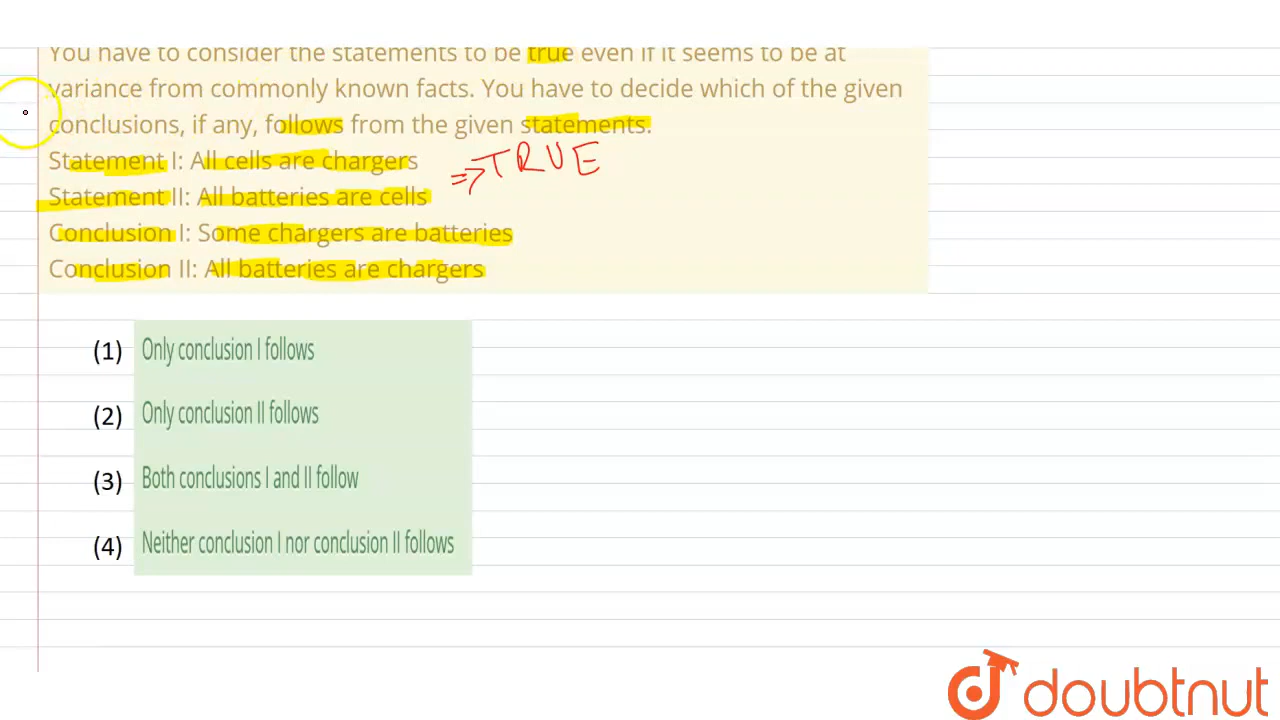 You have to consider the statements to be true even if it seems to be at
variance from commonly known facts. You have to decide which of the given
conclusions, if any, follows from the given statements.
Statement I: All cells are chargers
⇒ TRUE
Statement II: All batteries are cells
Conclusion I: Some chargers are batteries
Conclusion II: All batteries are chargers
(1) Only conclusion I follows
(2) Only conclusion II follows
(3) Both conclusions I and II follow
(4) Neither conclusion I nor conclusion II follows
doubtnut